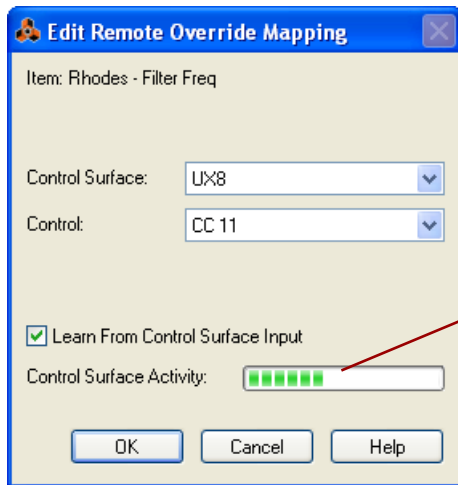 Edit Remote Override Mapping
Item: Rhodes - Filter Freq
Control Surface: UX8
Control: CC 11
Learn From Control Surface Input
Control Surface Activity:
OK Cancel Help